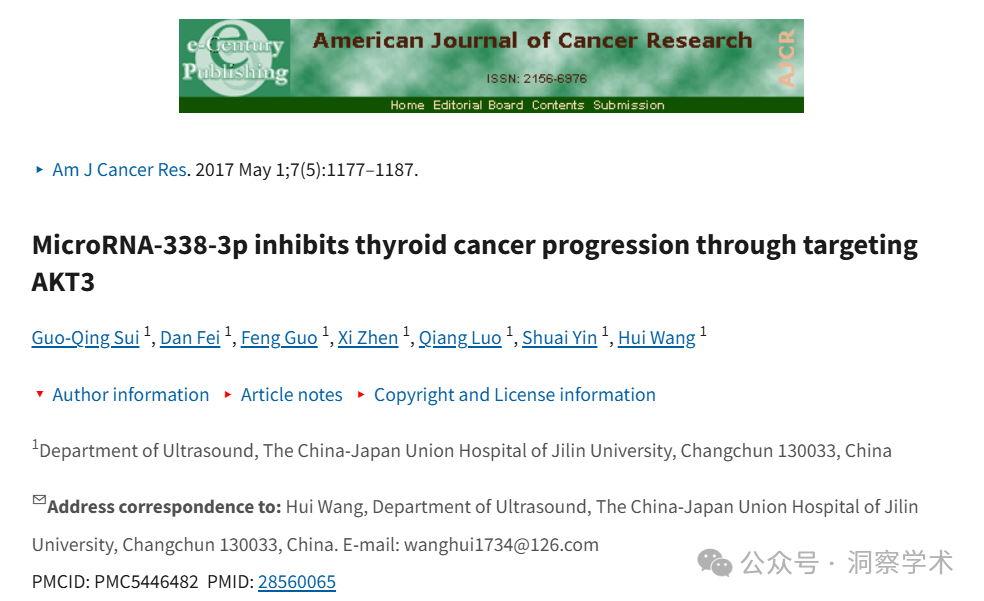 e-Century
Publishing
American Journal of Cancer Research
ISSN: 2156-6976
AJCR
Home Editorial Board Contents Submission
Am J Cancer Res. 2017 May 1;7(5):1177–1187.
MicroRNA-338-3p inhibits thyroid cancer progression through targeting
AKT3
Guo-Qing Sui 1, Dan Fei 1, Feng Guo 1, Xi Zhen 1, Qiang Luo 1, Shuai Yin 1, Hui Wang 1
Author information Article notes Copyright and License information
1Department of Ultrasound, The China-Japan Union Hospital of Jilin University, Changchun 130033, China
Address correspondence to: Hui Wang, Department of Ultrasound, The China-Japan Union Hospital of Jilin
University, Changchun 130033, China. E-mail: wanghui1734@126.com
PMCID: PMC5446482 PMID: 28560065
公众号 · 洞察学术